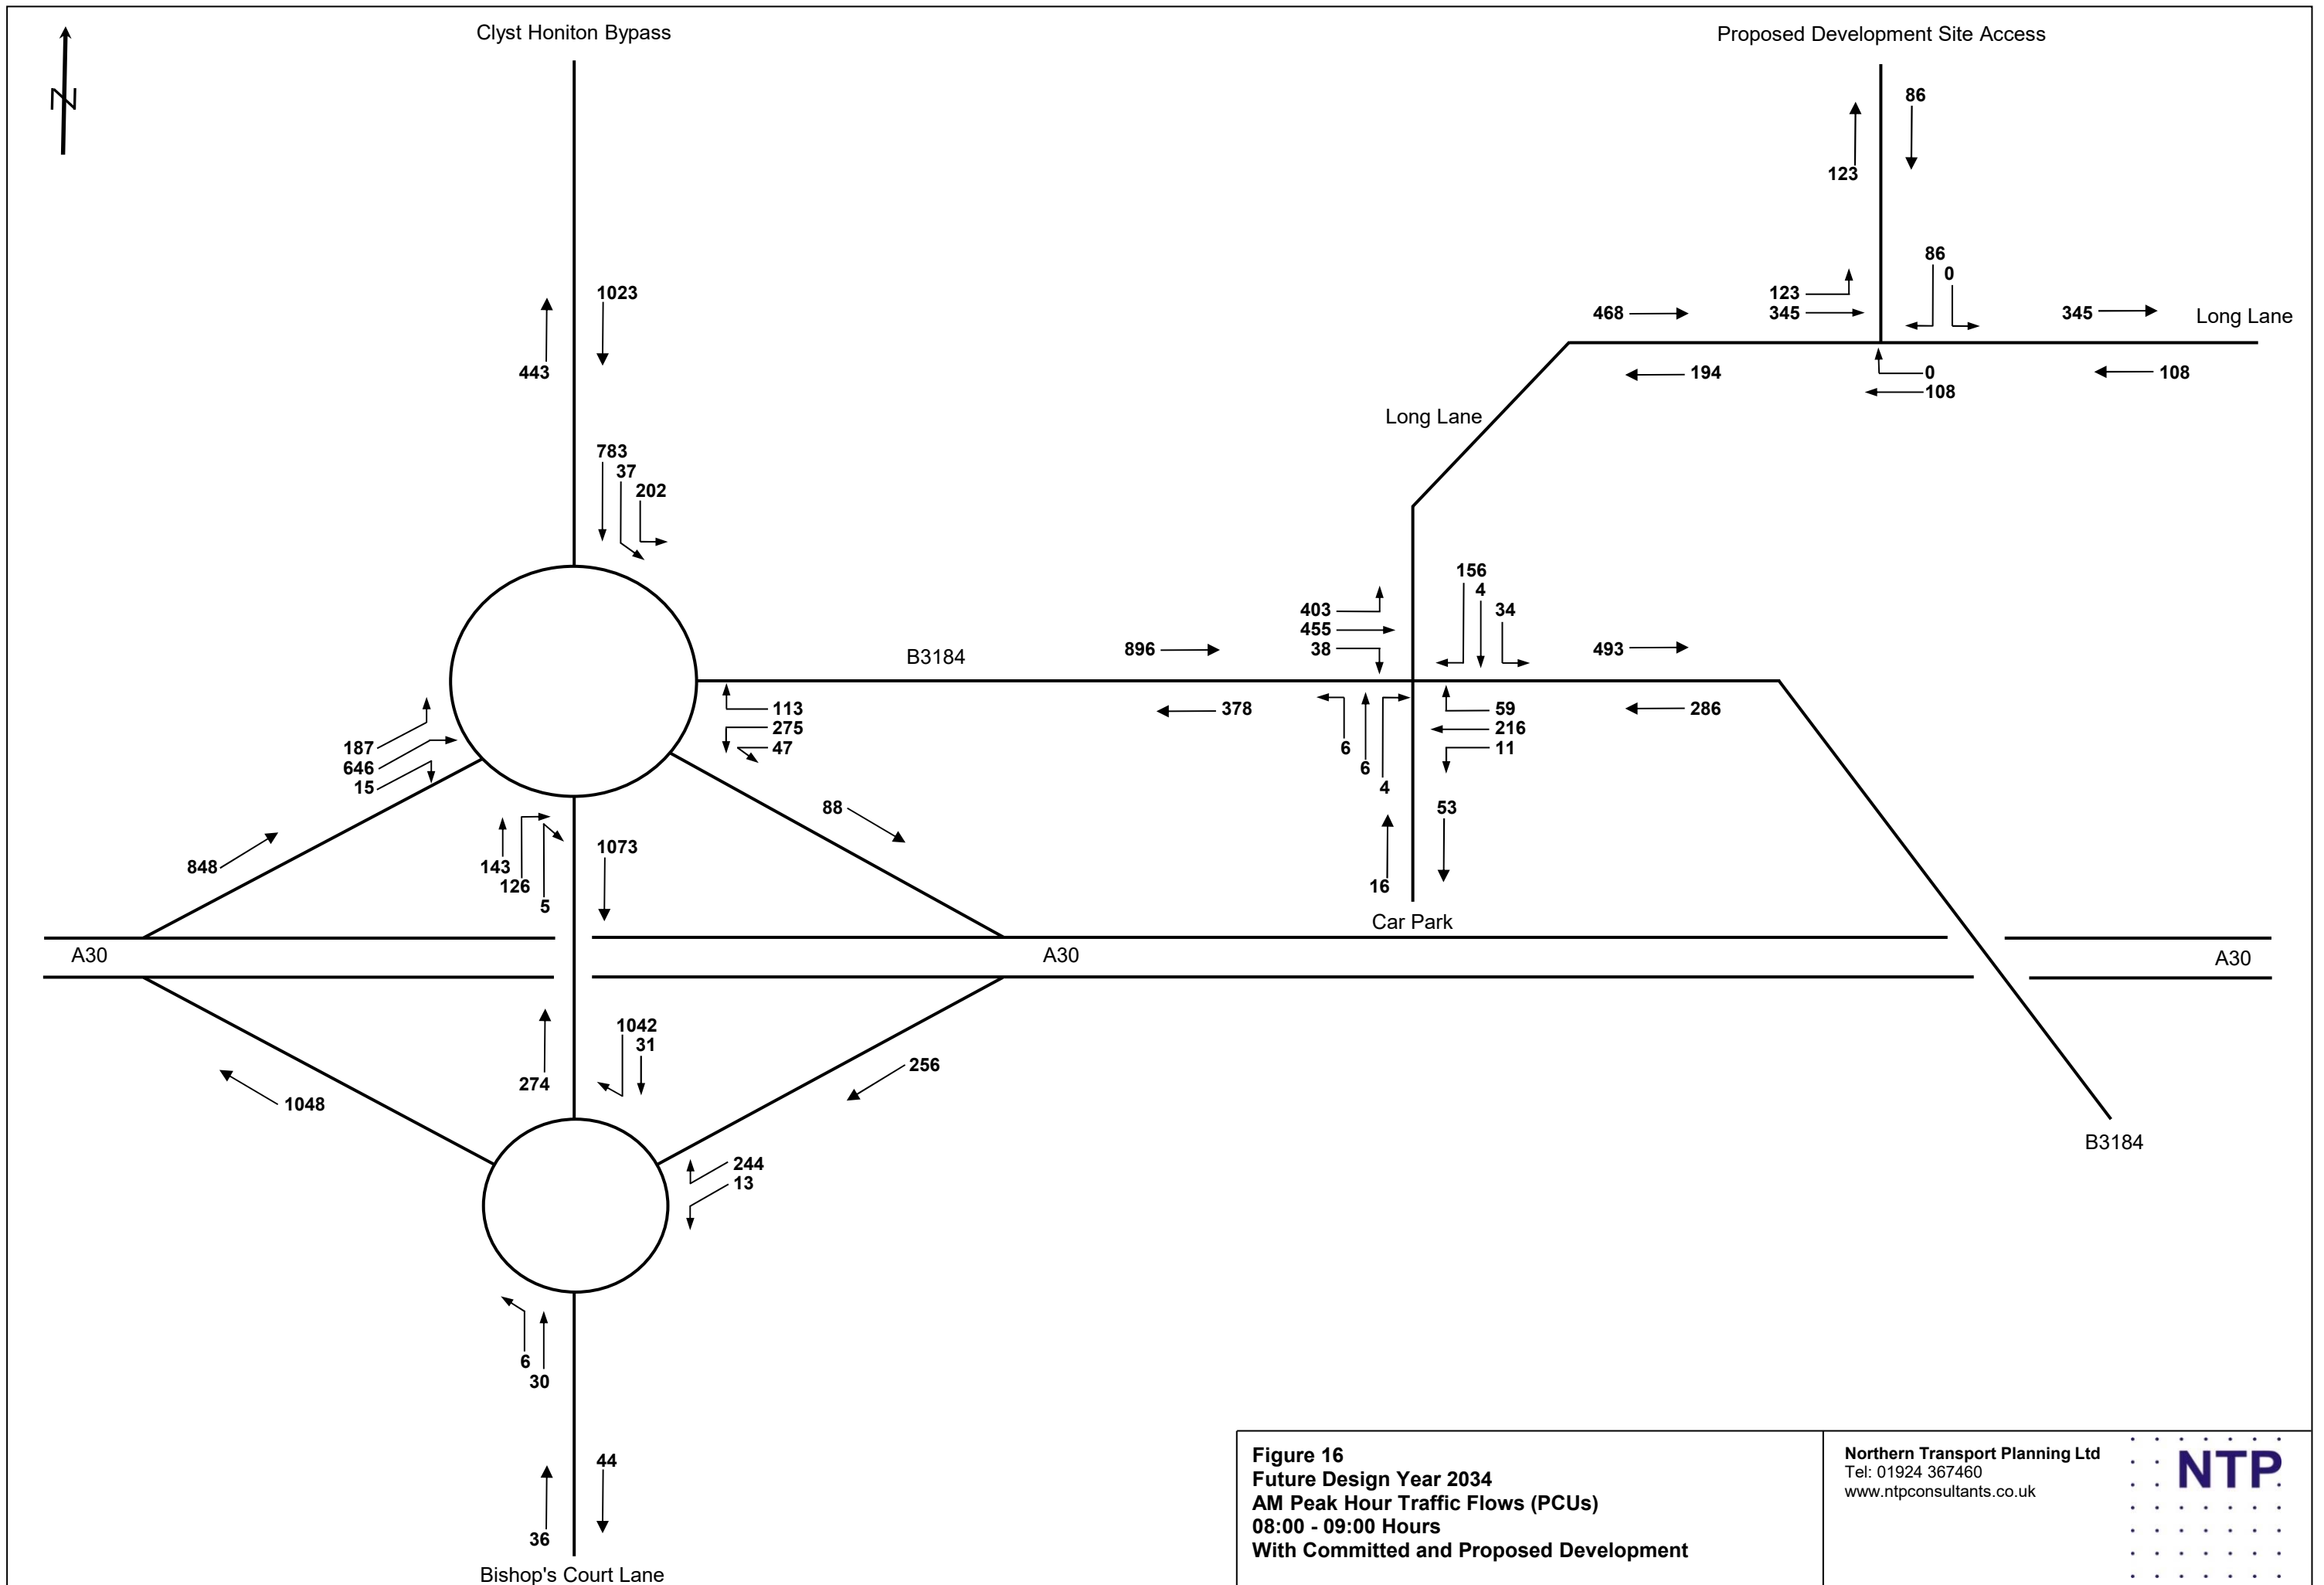 Clyst Honiton Bypass
Proposed Development Site Access
N
86
123
86
0
1023
123
345
468
345
Long Lane
443
194
0
108
108
Long Lane
783
37
202
156
4
34
403
455
38
896
493
B3184
113
275
47
378
59
216
11
286
187
646
15
6
6
4
88
53
848
143
126
5
1073
16
Car Park
A30
A30
A30
1042
31
274
256
1048
B3184
244
13
6
30
44
36
Bishop's Court Lane
Figure 16
Future Design Year 2034
AM Peak Hour Traffic Flows (PCUs)
08:00 - 09:00 Hours
With Committed and Proposed Development
Northern Transport Planning Ltd
Tel: 01924 367460
www.ntpconsultants.co.uk
NTP